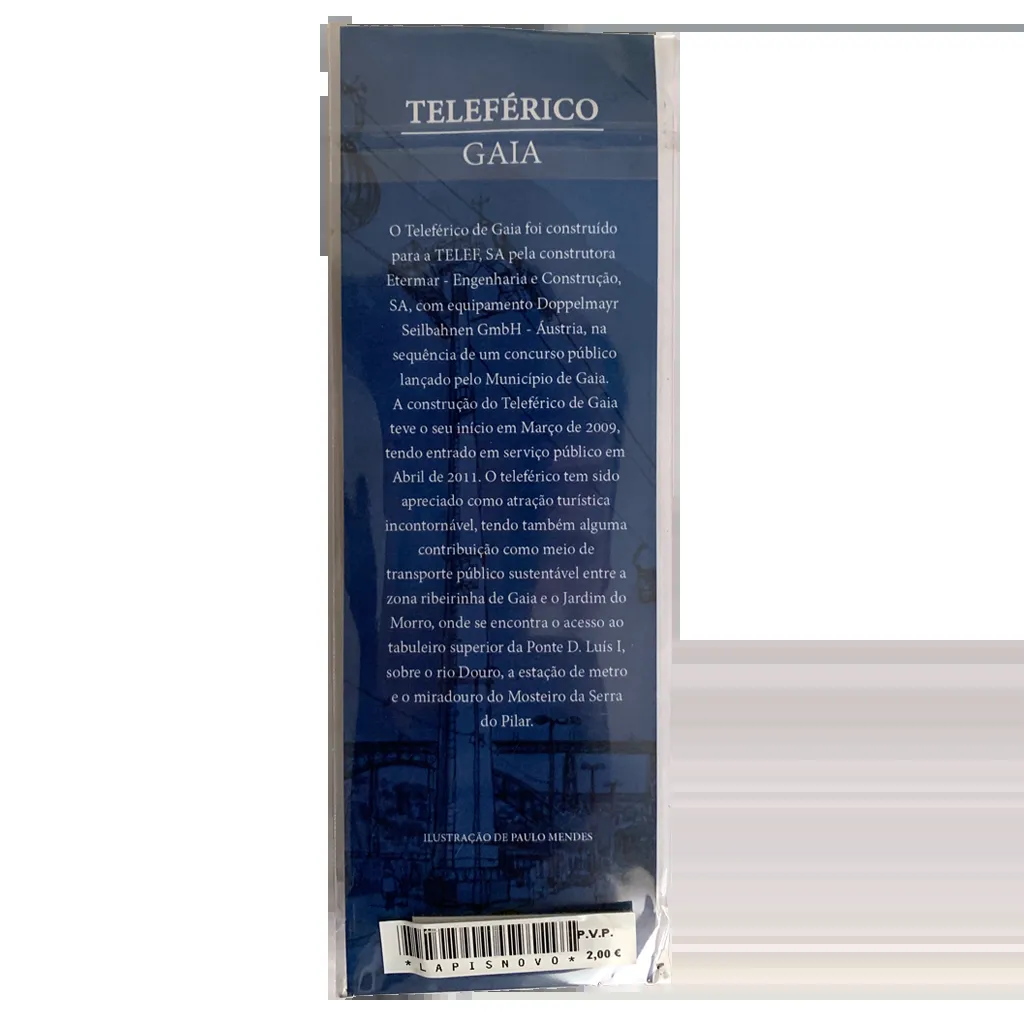 TELEFÉRICO
GAIA
O Teleférico de Gaia foi construído
para a TELEF, SA pela construtora
Etermar - Engenharia e Construção,
SA, com equipamento Doppelmayr
Seilbahnen GmbH - Áustria, na
sequência de um concurso público
lançado pelo Município de Gaia.
A construção do Teleférico de Gaia
teve o seu início em Março de 2009,
tendo entrado em serviço público em
Abril de 2011. O teleférico tem sido
apreciado como atração turística
incontornável, tendo também alguma
contribuição como meio de
transporte público sustentável entre a
zona ribeirinha de Gaia e o Jardim do
Morro, onde se encontra o acesso ao
tabuleiro superior da Ponte D. Luís I,
sobre o rio Douro, a estação de metro
e o miradouro do Mosteiro da Serra
do Pilar.
ILUSTRAÇÃO DE PAULO MENDES
P.V.P.
*LAPISNOVO* 2,00 €